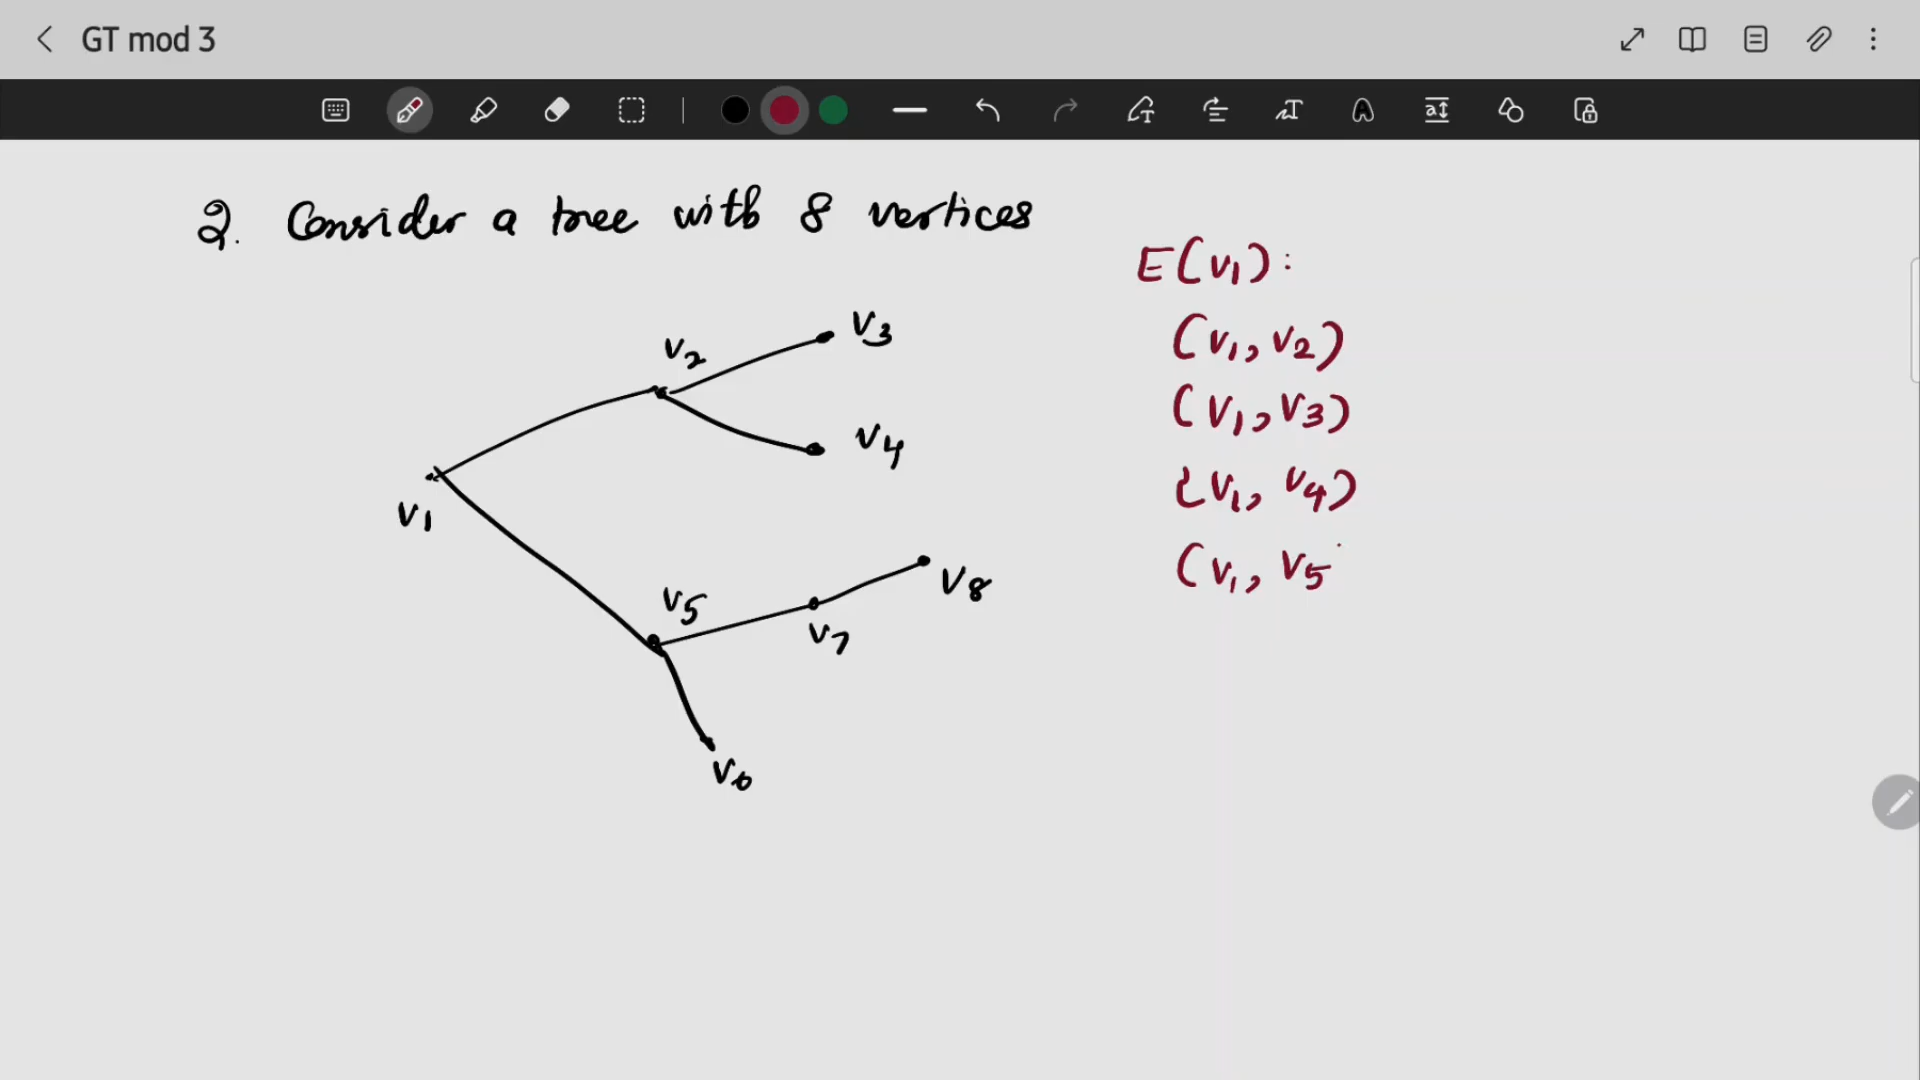 GT mod 3
2. Consider a tree with 8 vertices
E(v1):
(v1, v2)
(v1, v3)
{v1, v4)
(v1, v5
v2
v3
v4
v1
v5
v8
v7
v6